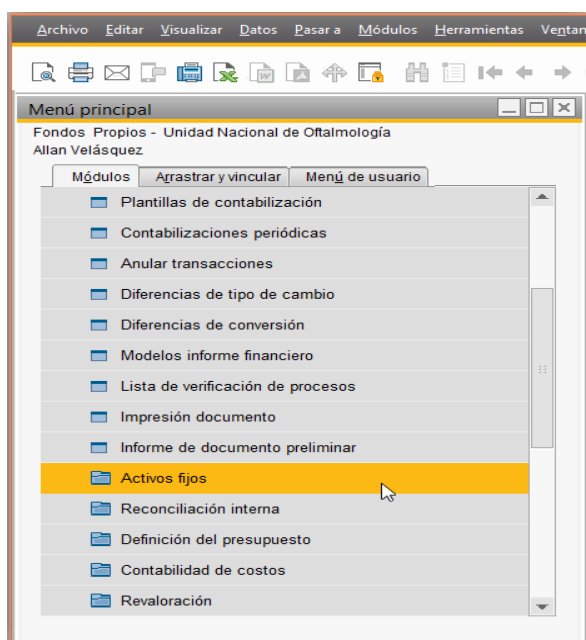 Archivo Editar Visualizar Datos Pasar a Módulos Herramientas Ventan
Menú principal
Fondos Propios - Unidad Nacional de Oftalmología
Allan Velásquez
Módulos Arrastrar y vincular Menú de usuario
Plantillas de contabilización
Contabilizaciones periódicas
Anular transacciones
Diferencias de tipo de cambio
Diferencias de conversión
Modelos informe financiero
Lista de verificación de procesos
Impresión documento
Informe de documento preliminar
Activos fijos
Reconciliación interna
Definición del presupuesto
Contabilidad de costos
Revaloración